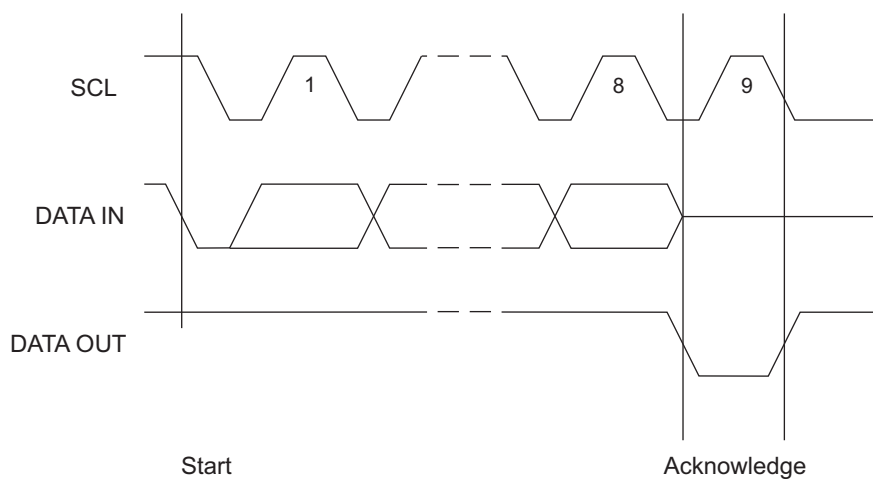 SCL
1
8
9
DATA IN
DATA OUT
Start
Acknowledge